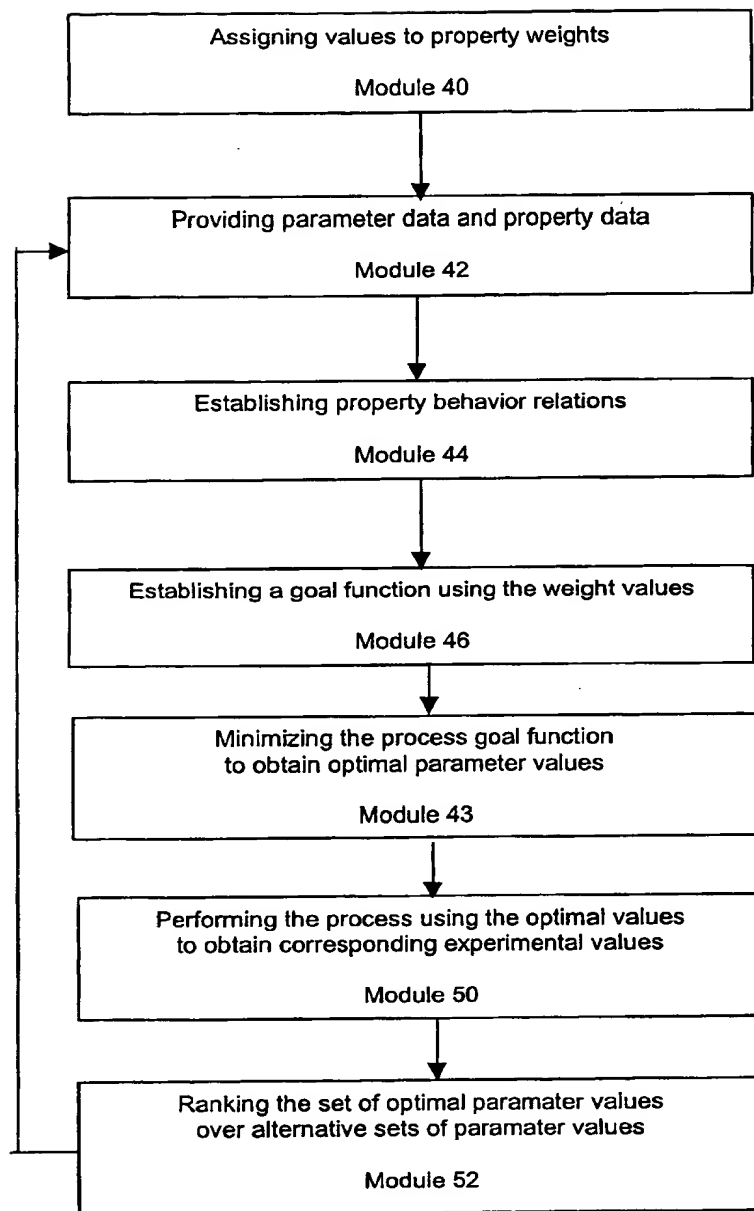 Assigning values to property weights
Module 40
Providing parameter data and property data
Module 42
Establishing property behavior relations
Module 44
Establishing a goal function using the weight values
Module 46
Minimizing the process goal function
to obtain optimal parameter values
Module 43
Performing the process using the optimal values
to obtain corresponding experimental values
Module 50
Ranking the set of optimal paramater values
over alternative sets of paramater values
Module 52